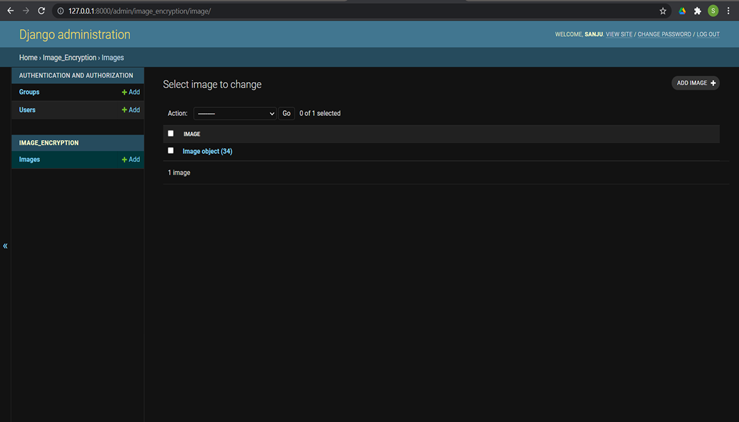 127.0.0.1:8000/admin/image_encryption/image/
S
Django administration
WELCOME, SANJU. VIEW SITE / CHANGE PASSWORD / LOG OUT
Home › Image_Encryption › Images
AUTHENTICATION AND AUTHORIZATION
Groups + Add
Users + Add
IMAGE_ENCRYPTION
Images + Add
«
Select image to change
ADD IMAGE +
Action: --------- Go 0 of 1 selected
IMAGE
Image object (34)
1 image